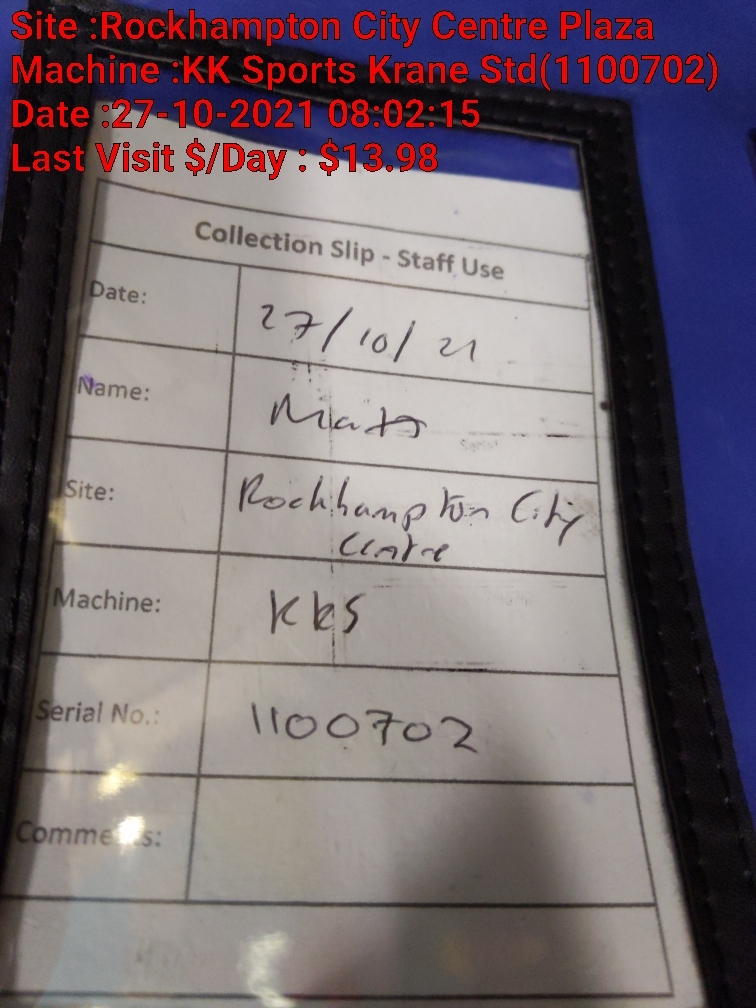 Site :Rockhampton City Centre Plaza
Machine :KK Sports Krane Std(1100702)
Date :27-10-2021 08:02:15
Last Visit $/Day : $13.98
Collection Slip - Staff Use
Date: 27/10/21
Name: Matt
Site: Rockhampton City
Centre
Machine: KKS
Serial No.: 1100702
Comments: